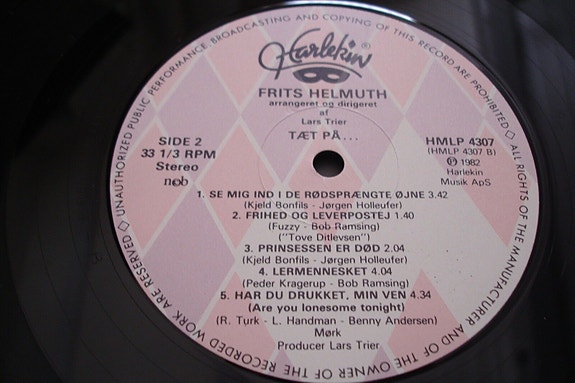 UNAUTHORIZED PUBLIC PERFORMANCE, BROADCASTING AND COPYING OF THIS RECORD ARE PROHIBITED ◇ ALL RIGHTS OF THE MANUFACTURER AND OF THE OWNER OF THE RECORDED WORK ARE RESERVED ◇
Harlekin®
FRITS HELMUTH
arrangeret og dirigeret
af
Lars Trier
TÆT PÅ...
SIDE 2
33 1/3 RPM
Stereo
ncb
HMLP 4307
(HMLP 4307 B)
℗ 1982
Harlekin
Musik ApS
1. SE MIG IND I DE RØDSPRÆNGTE ØJNE 3.42
(Kjeld Bonfils - Jørgen Holleufer)
2. FRIHED OG LEVERPOSTEJ 1.40
(Fuzzy - Bob Ramsing)
("Tove Ditlevsen")
3. PRINSESSEN ER DØD 2.04
(Kjeld Bonfils - Jørgen Holleufer)
4. LERMENNESKET 4.04
(Peder Kragerup - Bob Ramsing)
5. HAR DU DRUKKET, MIN VEN 4.34
(Are you lonesome tonight)
(R. Turk - L. Handman - Benny Andersen)
Mørk
Producer Lars Trier